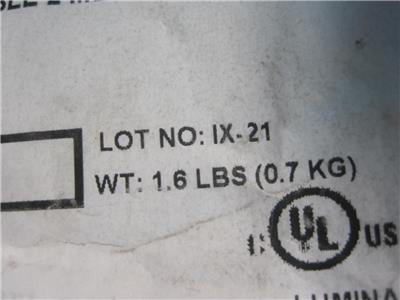 LOT NO: IX-21
WT: 1.6 LBS (0.7 KG)
UL US